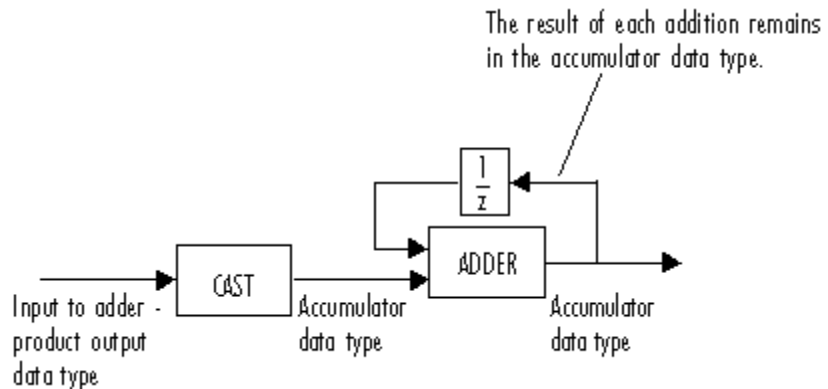 The result of each addition remains
in the accumulator data type.
1
z
ADDER
CAST
Input to adder -
product output
data type
Accumulator
data type
Accumulator
data type